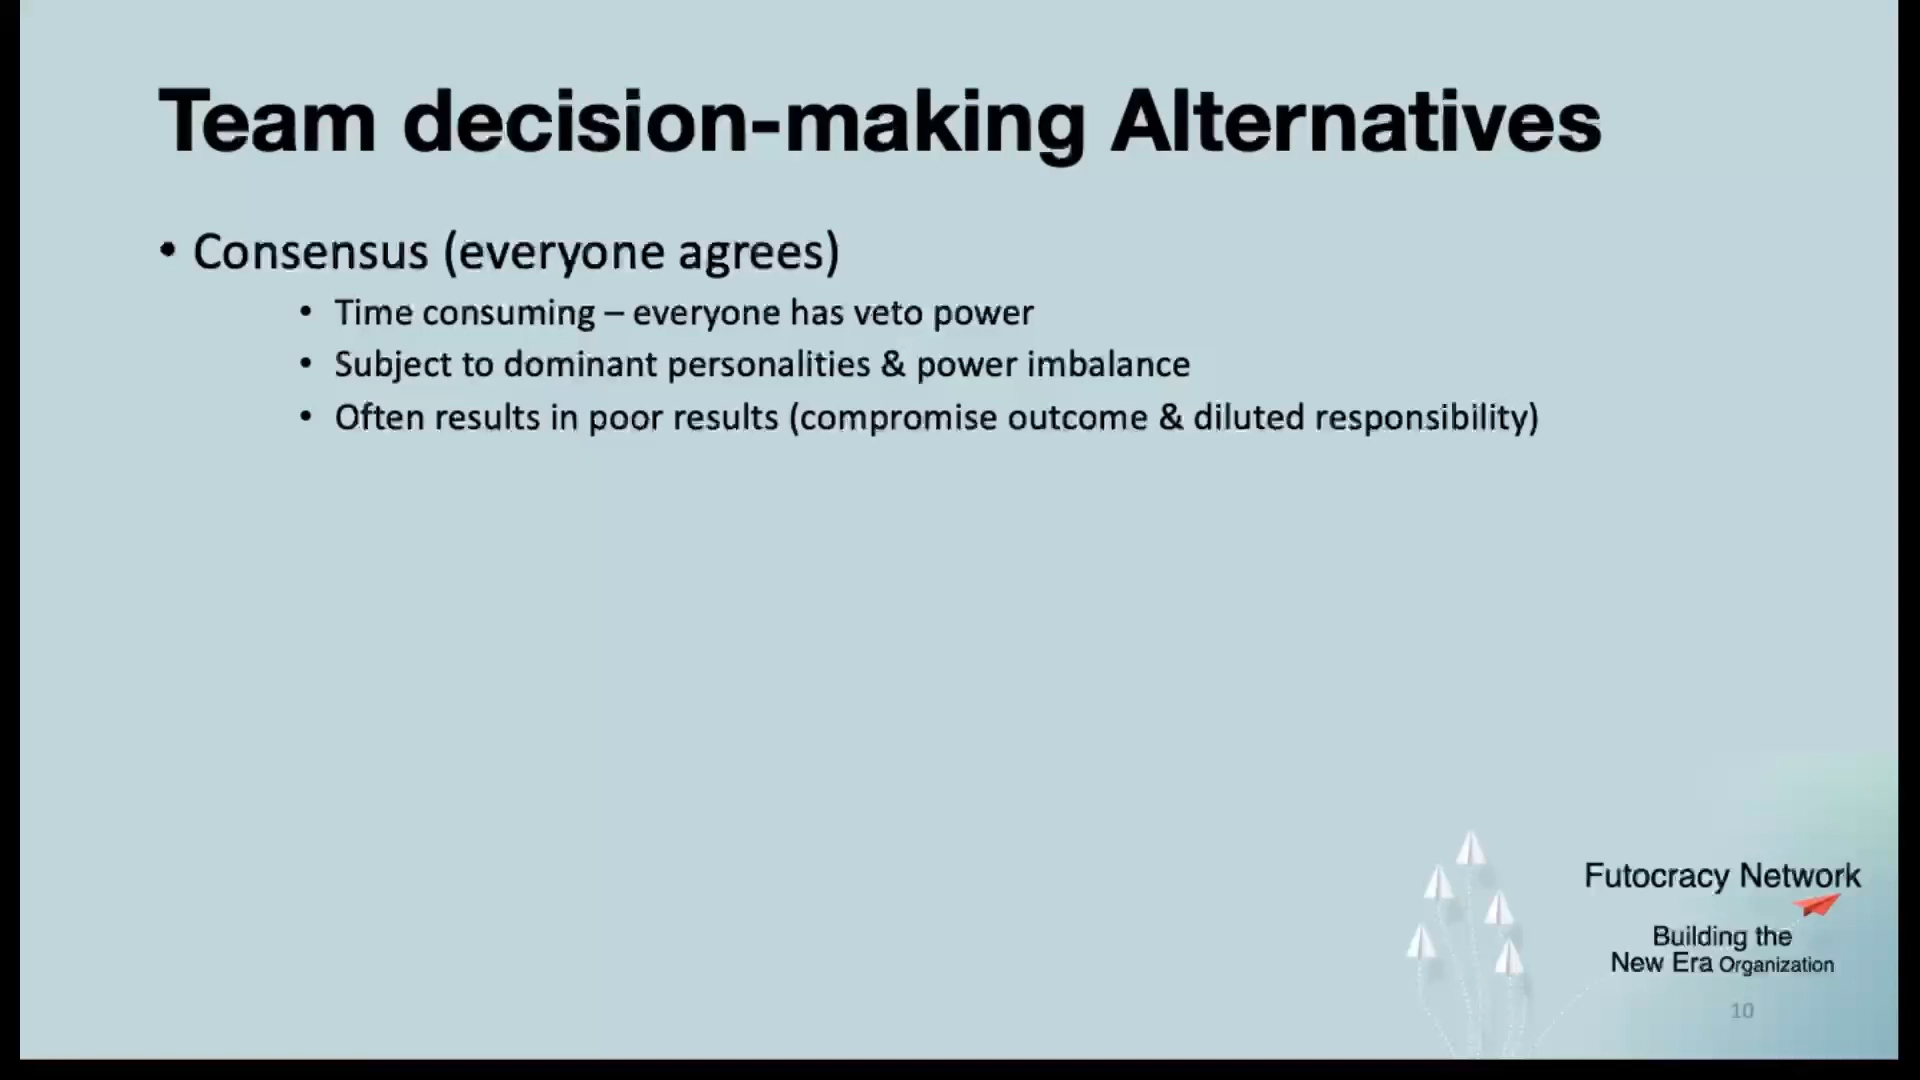 Team decision-making Alternatives
• Consensus (everyone agrees)
• Time consuming – everyone has veto power
• Subject to dominant personalities & power imbalance
• Often results in poor results (compromise outcome & diluted responsibility)
Futocracy Network
Building the
New Era Organization
10